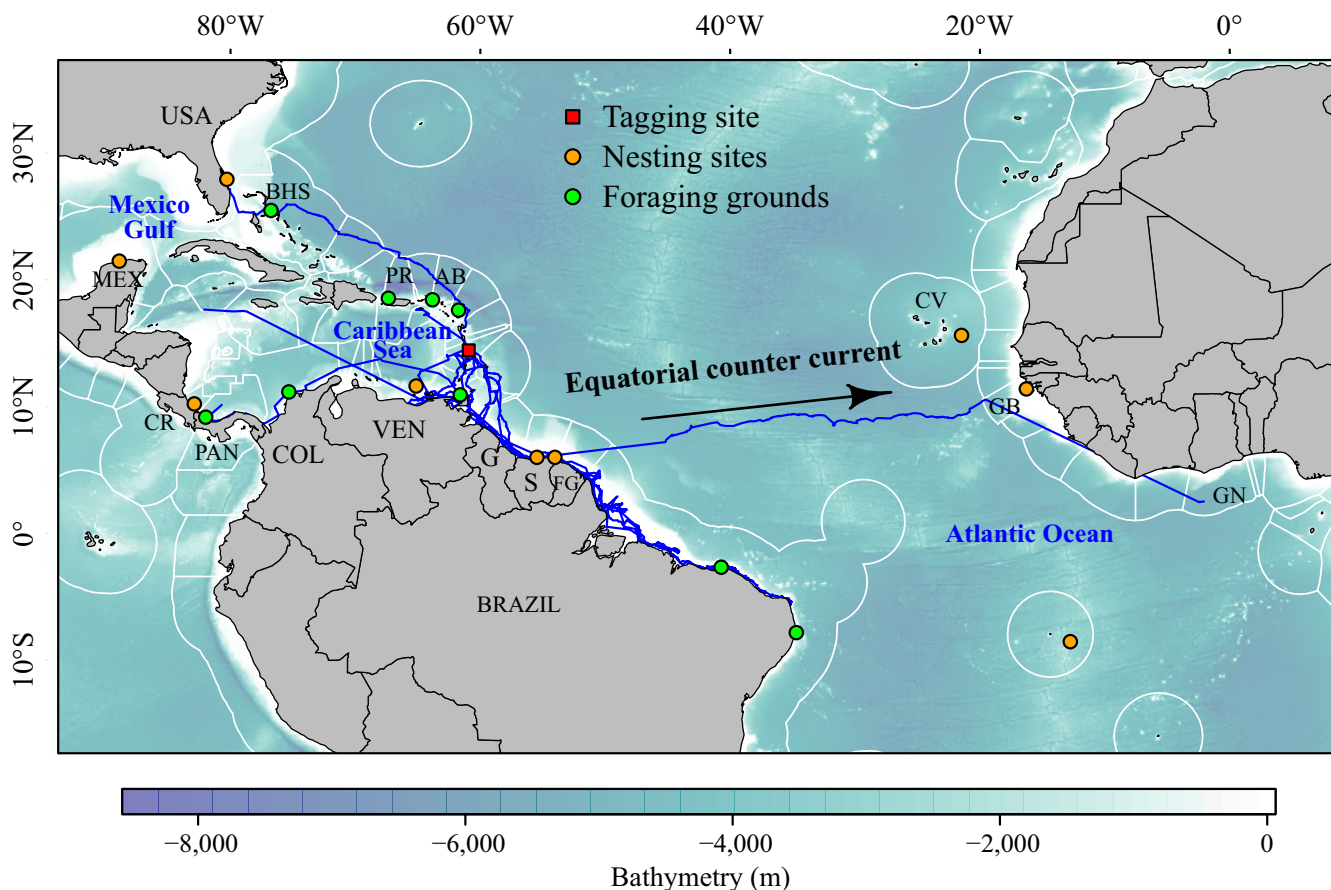 80°W 60°W 40°W 20°W 0°
30°N
20°N
10°N
0°
10°S
USA
Tagging site
Nesting sites
Foraging grounds
BHS
Mexico
Gulf
MEX
PR
AB
CV
Caribbean
Sea
Equatorial counter current
CR
PAN
COL
VEN
G
S
FG
GB
GN
Atlantic Ocean
BRAZIL
−8,000 −6,000 −4,000 −2,000 0
Bathymetry (m)